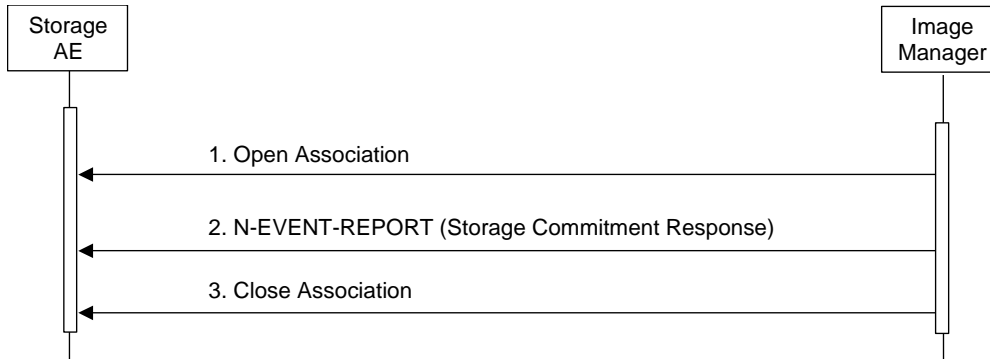 Storage
AE
Image
Manager
1. Open Association
2. N-EVENT-REPORT (Storage Commitment Response)
3. Close Association